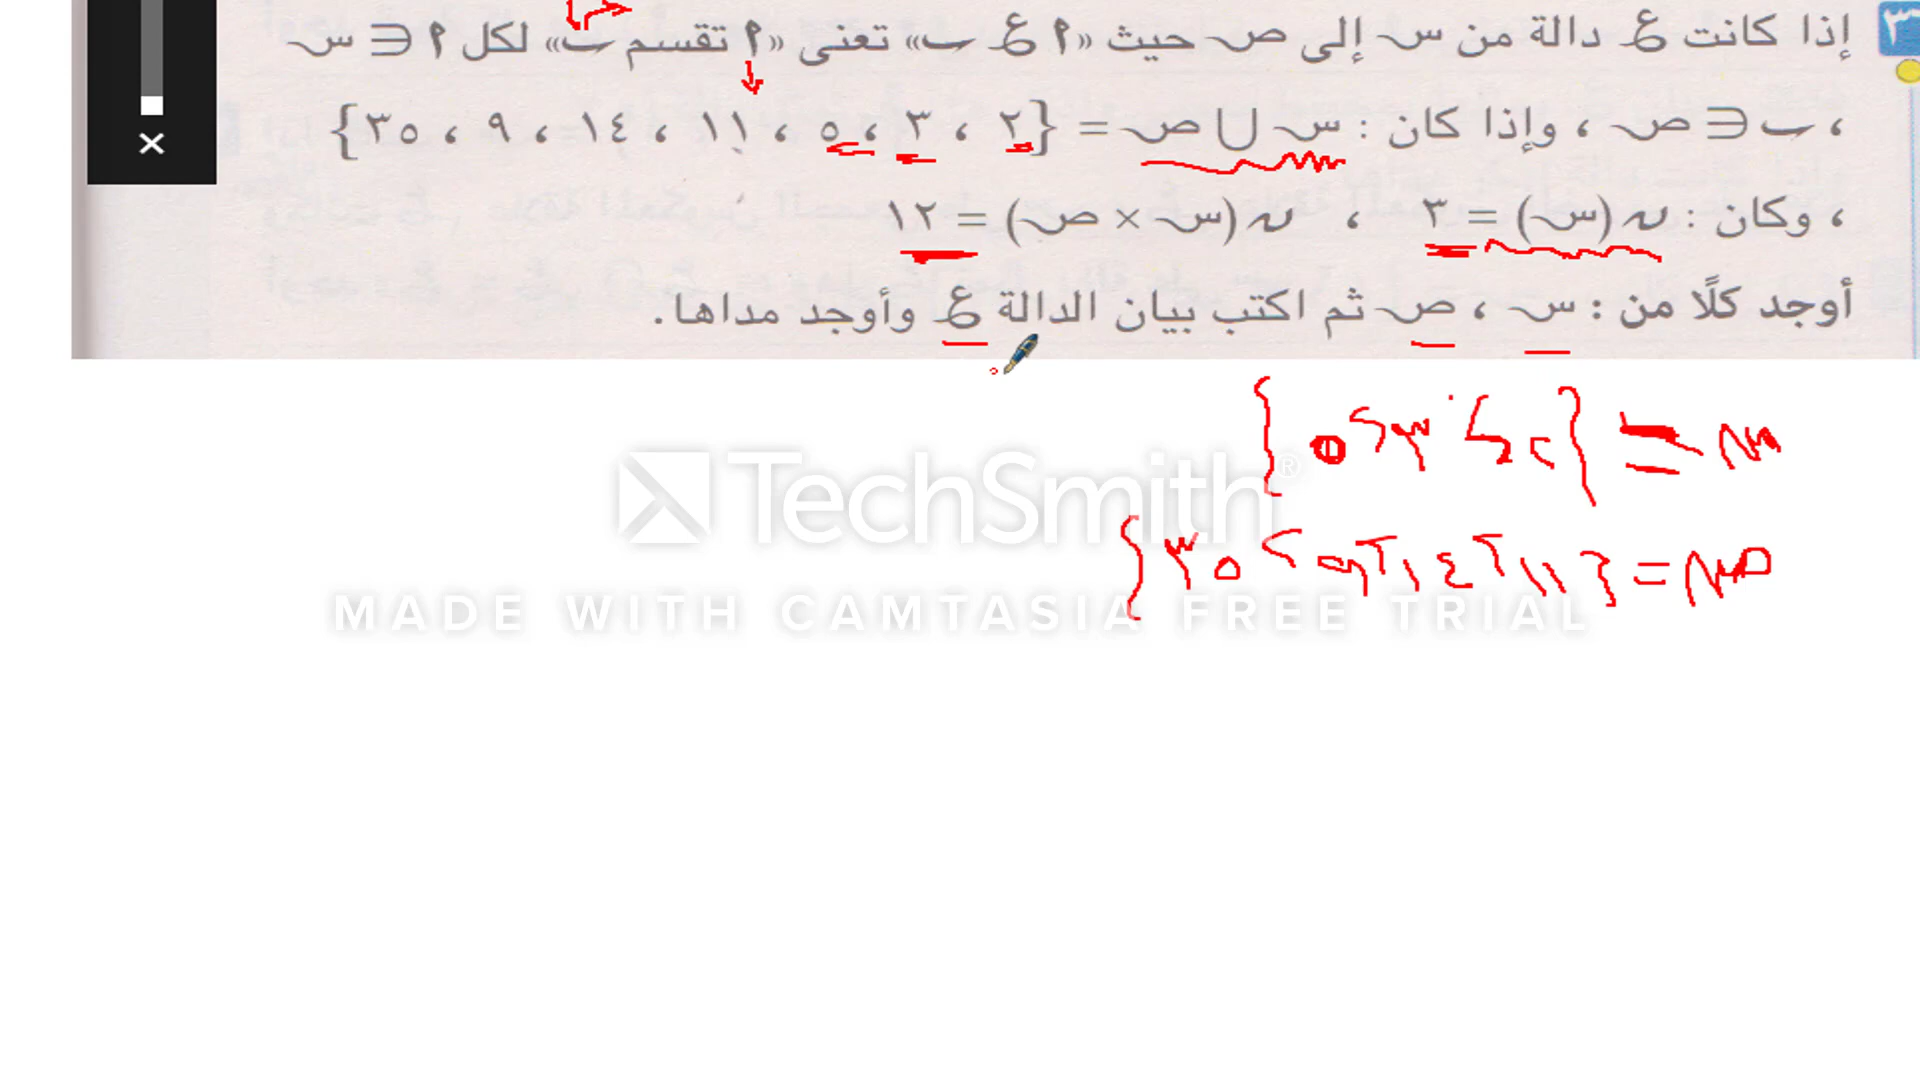 ٣ إذا كانت ع دالة من س إلى ص حيث «أ ع ب» تعنى «أ تقسم ب» لكل أ ∈ س
، ب ∈ ص ، وإذا كان : س ∪ ص = {٢ ، ٣ ، ٥ ، ١١ ، ١٤ ، ٩ ، ٣٥}
، وكان : ن (س) = ٣ ، ن (س × ص) = ١٢
أوجد كلًا من : س ، ص ثم اكتب بيان الدالة ع وأوجد مداها.
س = {٢ ، ٣ ، ٥}
TechSmith®
ص = {١١ ، ١٤ ، ٩ ، ٣٥}
MADE WITH CAMTASIA FREE TRIAL